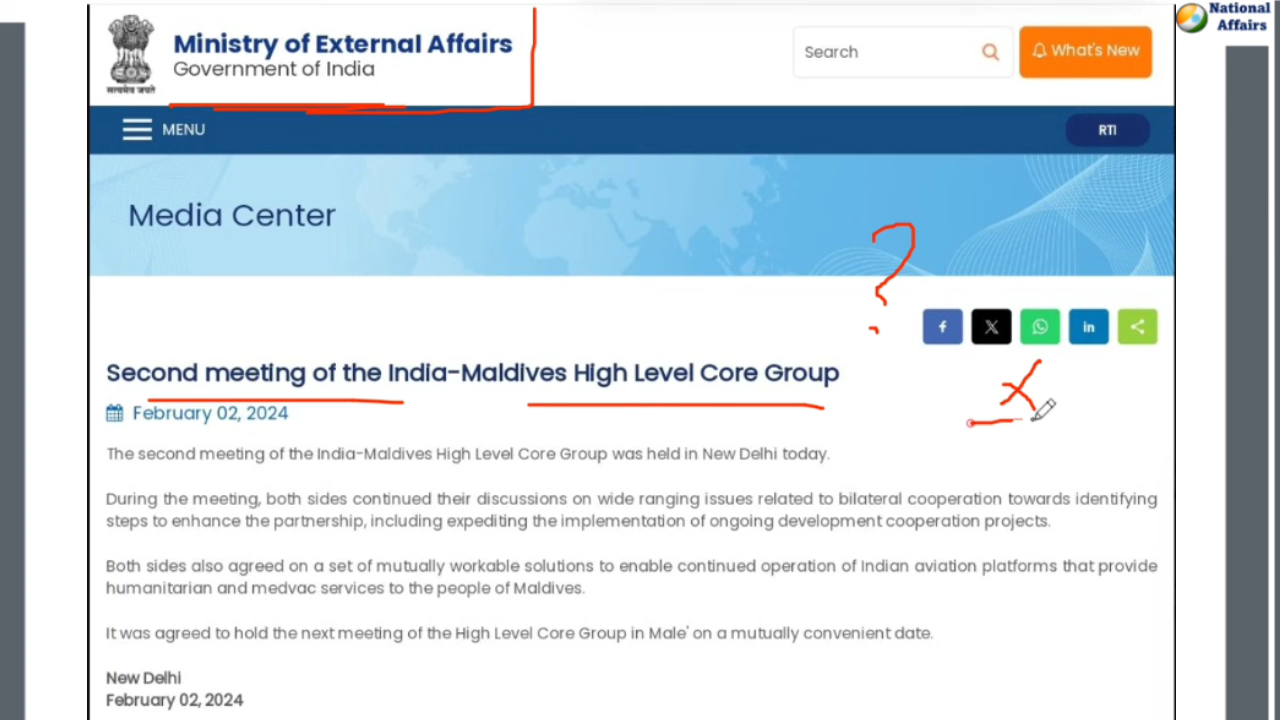 National
Affairs
Ministry of External Affairs
Government of India
सत्यमेव जयते
Search
What's New
MENU
RTI
Media Center
?
f X in
Second meeting of the India-Maldives High Level Core Group
February 02, 2024
The second meeting of the India-Maldives High Level Core Group was held in New Delhi today.
During the meeting, both sides continued their discussions on wide ranging issues related to bilateral cooperation towards identifying
steps to enhance the partnership, including expediting the implementation of ongoing development cooperation projects.
Both sides also agreed on a set of mutually workable solutions to enable continued operation of Indian aviation platforms that provide
humanitarian and medvac services to the people of Maldives.
It was agreed to hold the next meeting of the High Level Core Group in Male' on a mutually convenient date.
New Delhi
February 02, 2024